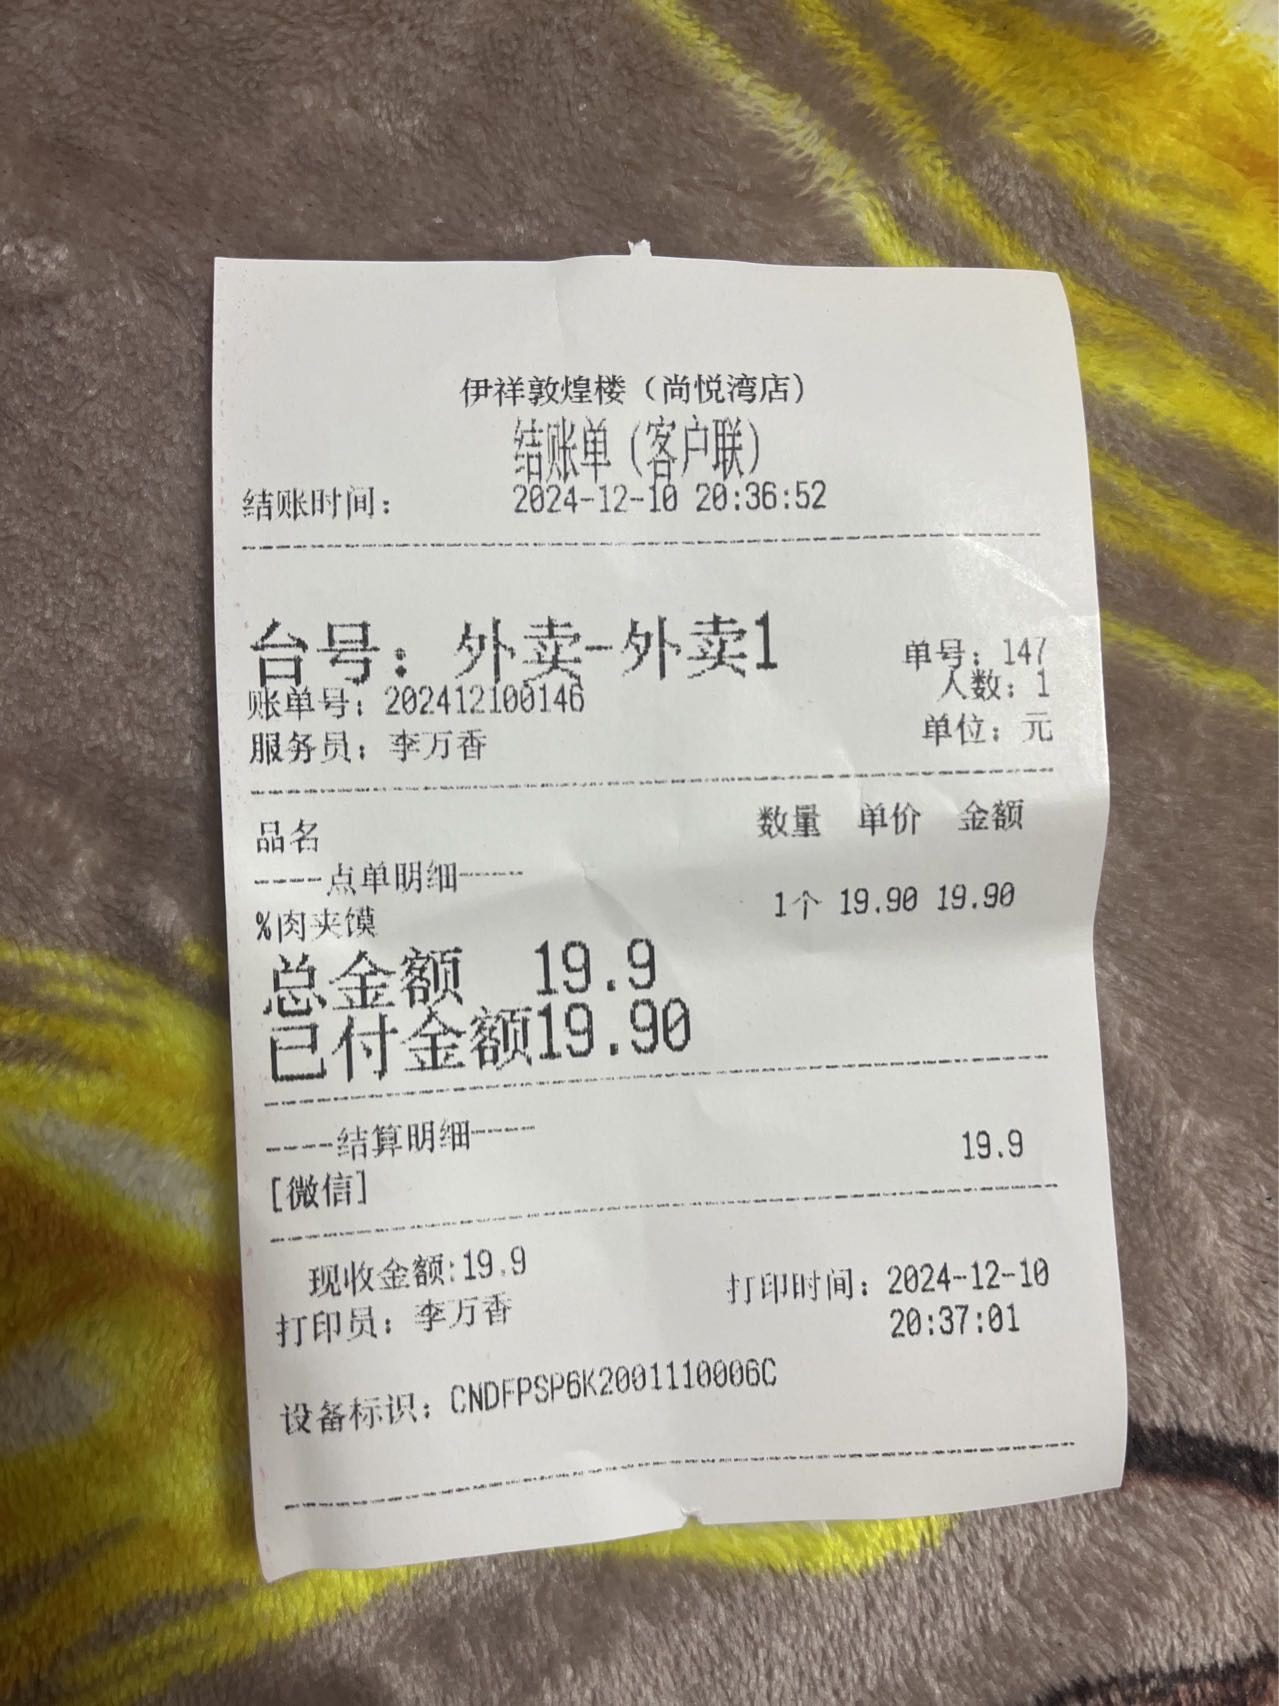 伊祥敦煌楼（尚悦湾店）
结账单（客户联）
结账时间： 2024-12-10 20:36:52
台号：外卖-外卖1 单号：147
账单号：202412100146 人数：1
服务员：李万香 单位：元
品名 数量 单价 金额
----点单明细----
%肉夹馍 1个 19.90 19.90
总金额 19.9
已付金额19.90
----结算明细----
[微信] 19.9
现收金额:19.9
打印员：李万香 打印时间：2024-12-10
20:37:01
设备标识：CNDFPSP6K2001110006C